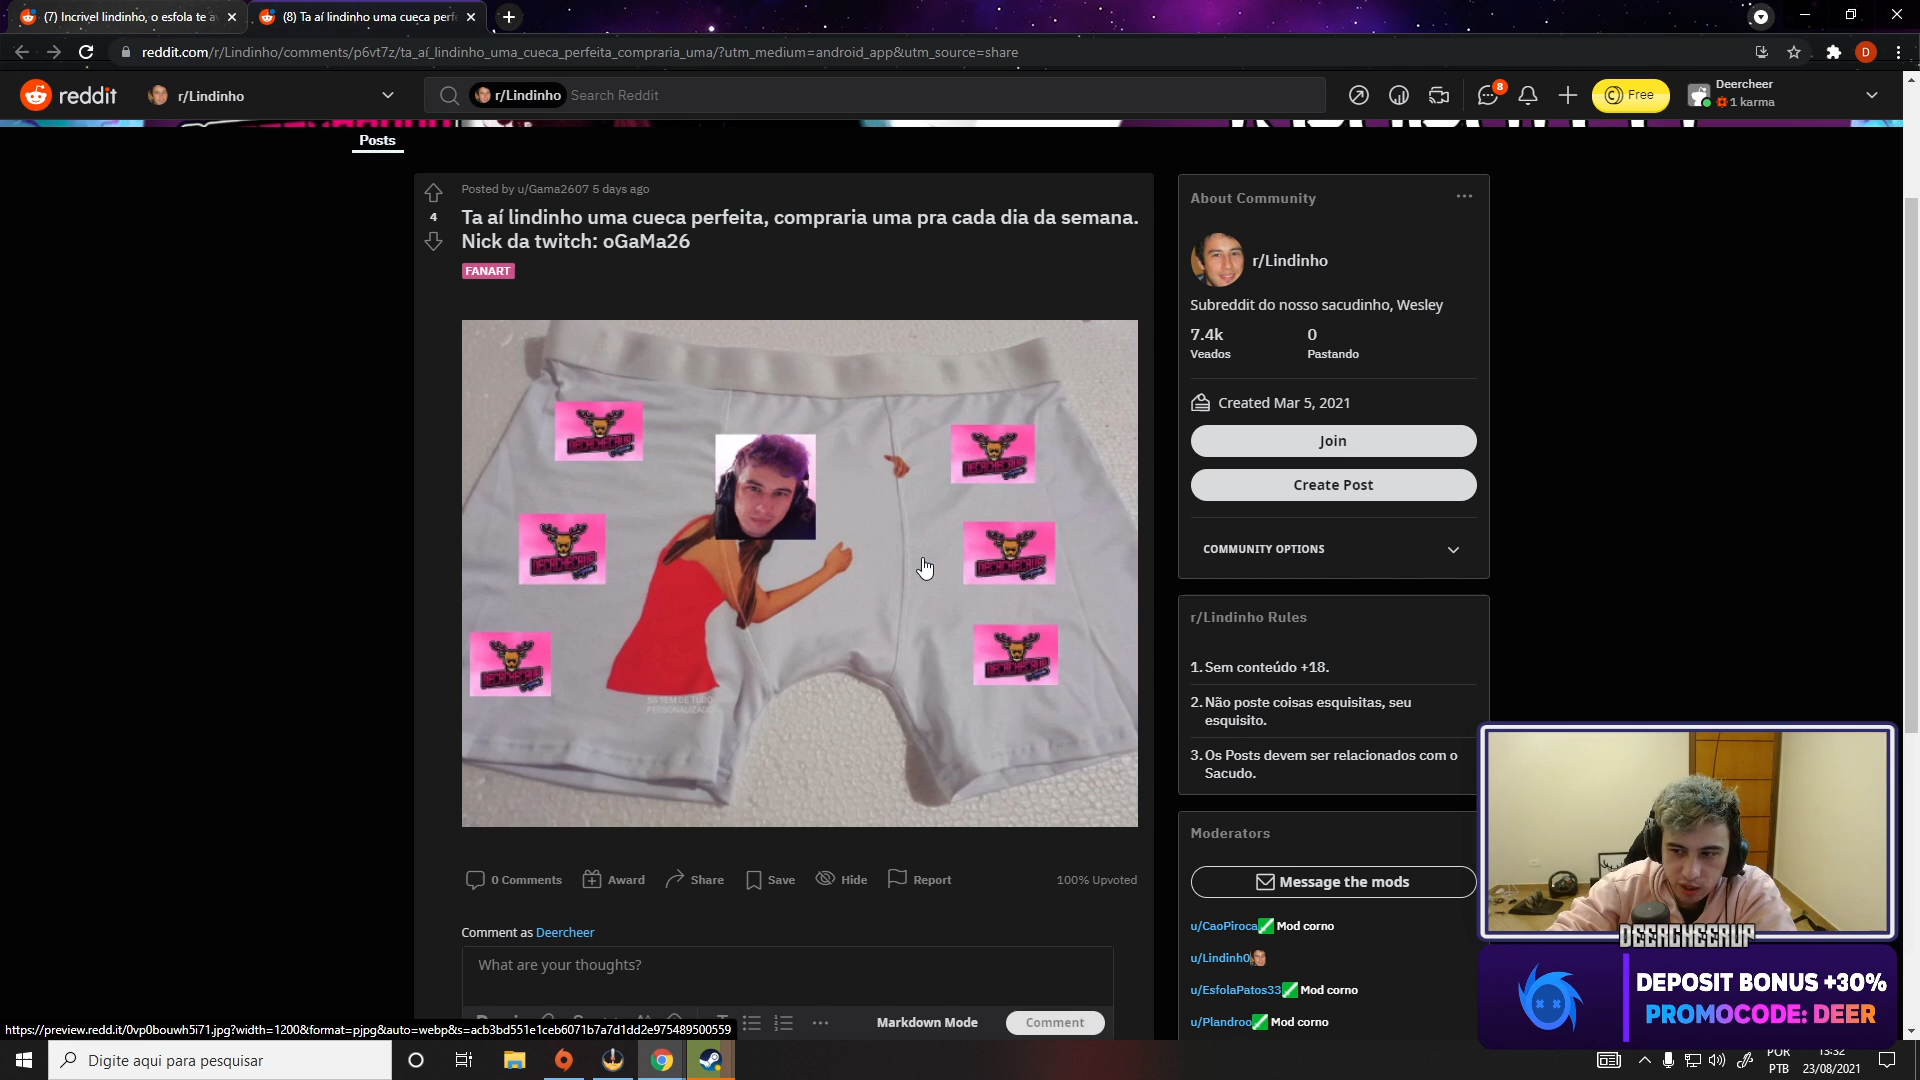 (7) Incrivel lindinho, o esfola te a
(8) Ta aí lindinho uma cueca perf
reddit.com/r/Lindinho/comments/p6vt7z/ta_aí_lindinho_uma_cueca_perfeita_compraria_uma/?utm_medium=android_app&utm_source=share
D
reddit
r/Lindinho
r/Lindinho Search Reddit
8
Free
Deercheer
1 karma
Posts
Posted by u/Gama2607 5 days ago
4
Ta aí lindinho uma cueca perfeita, compraria uma pra cada dia da semana.
Nick da twitch: oGaMa26
FANART
SS TEM DE TUDO
PERSONALIZADO
0 Comments
Award
Share
Save
Hide
Report
100% Upvoted
Comment as Deercheer
What are your thoughts?
Markdown Mode
Comment
About Community
r/Lindinho
Subreddit do nosso sacudinho, Wesley
7.4k
0
Veados
Pastando
Created Mar 5, 2021
Join
Create Post
COMMUNITY OPTIONS
r/Lindinho Rules
1. Sem conteúdo +18.
2. Não poste coisas esquisitas, seu
esquisito.
3. Os Posts devem ser relacionados com o
Sacudo.
Moderators
Message the mods
u/CaoPiroca Mod corno
u/Lindinh0
u/EsfolaPatos33 Mod corno
u/Plandroo Mod corno
DEERCHEERUP
DEPOSIT BONUS +30%
PROMOCODE: DEER
https://preview.redd.it/0vp0bouwh5i71.jpg?width=1200&format=pjpg&auto=webp&s=acb3bd551e1ceb6071b7a7d1dd2e975489500559
Digite aqui para pesquisar
POR
PTB
13:32
23/08/2021